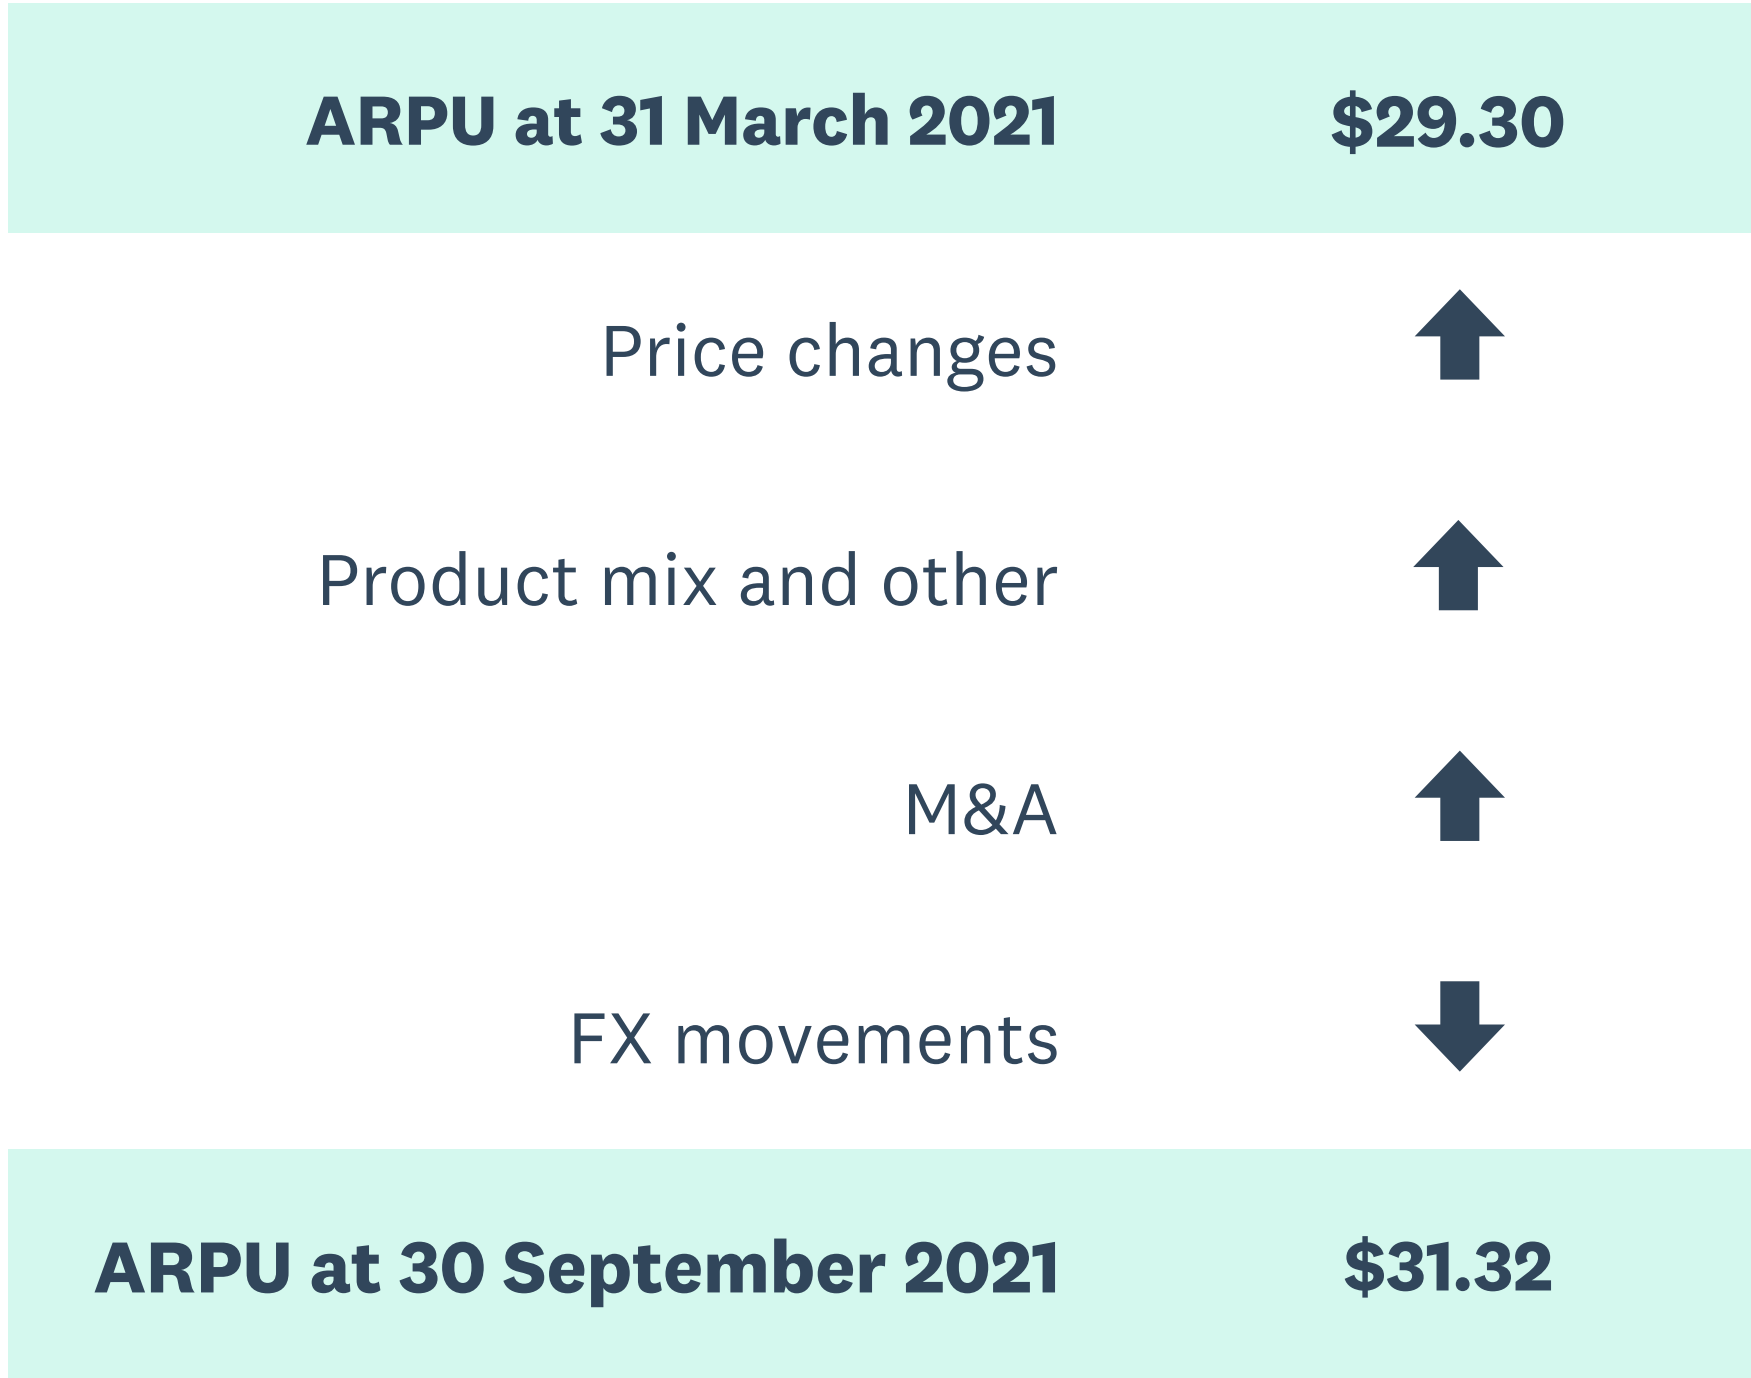 ARPU at 31 March 2021 $29.30
Price changes
Product mix and other
M&A
FX movements
ARPU at 30 September 2021 $31.32